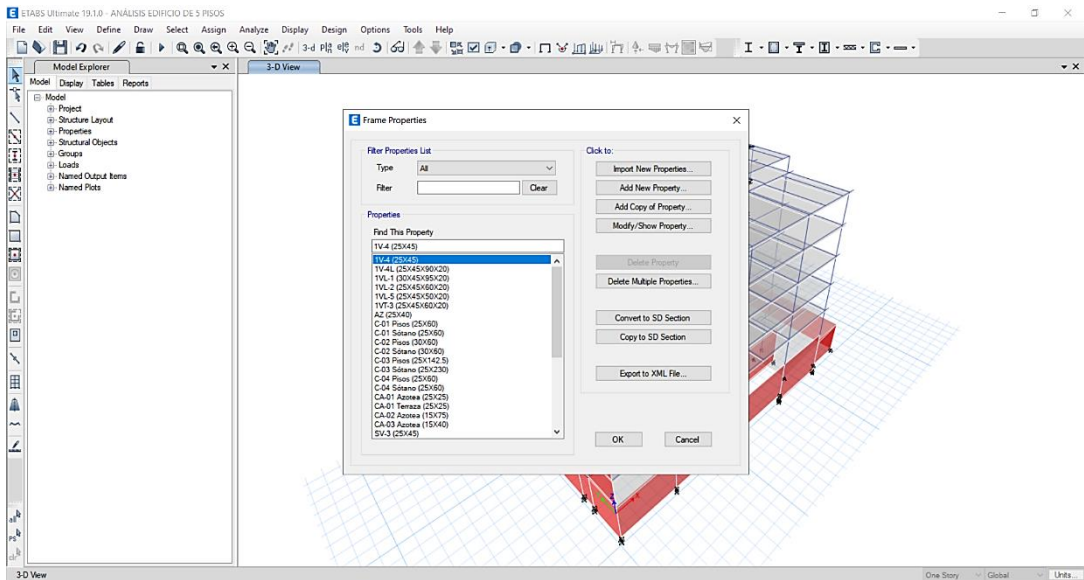 ETABS Ultimate 19.1.0 - ANÁLISIS EDIFICIO DE 5 PISOS
File Edit View Define Draw Select Assign Analyze Display Design Options Tools Help
3-d
nd
Model Explorer
3-D View
Model Display Tables Reports
Model
Project
Structure Layout
Properties
Structural Objects
Groups
Loads
Named Output Items
Named Plots
Frame Properties
Filter Properties List
Type All
Filter Clear
Properties
Find This Property
1V-4 (25X45)
1V-4 (25X45)
1V-4L (25X45X90X20)
1VL-1 (30X45X95X20)
1VL-2 (25X45X60X20)
1VL-5 (25X45X50X20)
1VT-3 (25X45X60X20)
AZ (25X40)
C-01 Pisos (25X60)
C-01 Sótano (25X60)
C-02 Pisos (30X60)
C-02 Sótano (30X60)
C-03 Pisos (25X142.5)
C-03 Sótano (25X230)
C-04 Pisos (25X60)
C-04 Sótano (25X60)
CA-01 Azotea (25X25)
CA-01 Terraza (25X25)
CA-02 Azotea (15X75)
CA-03 Azotea (15X40)
SV-3 (25X45)
Click to:
Import New Properties...
Add New Property...
Add Copy of Property...
Modify/Show Property...
Delete Property
Delete Multiple Properties...
Convert to SD Section
Copy to SD Section
Export to XML File...
OK Cancel
Z
all
PS
clr
3-D View
One Story Global Units...